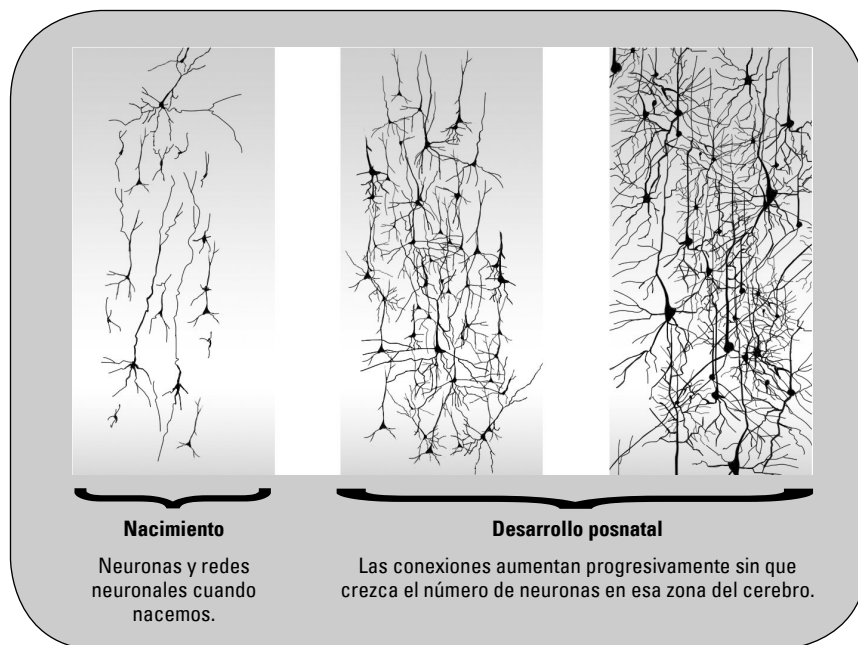 Nacimiento
Neuronas y redes
neuronales cuando
nacemos.
Desarrollo posnatal
Las conexiones aumentan progresivamente sin que
crezca el número de neuronas en esa zona del cerebro.